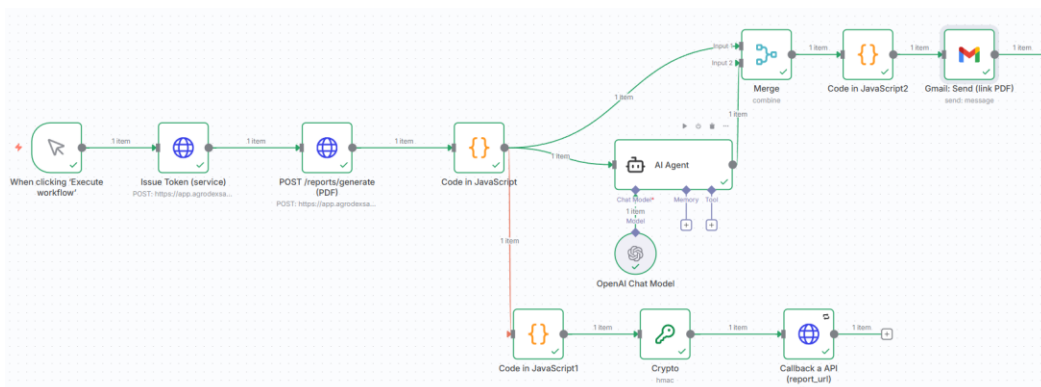 Input 1
1 item
1 item
1 item
Input 2
Merge
combine
Code in JavaScript2
Gmail: Send (link PDF)
send: message
1 item
1 item
1 item
1 item
1 item
1 item
AI Agent
When clicking ‘Execute
workflow’
Issue Token (service)
POST: https://app.agrodexsa...
POST /reports/generate
(PDF)
POST: https://app.agrodexsa...
Code in JavaScript
Chat Model*
Memory
Tool
1 item
Model
1 item
OpenAI Chat Model
1 item
1 item
1 item
Code in JavaScript1
Crypto
hmac
Callback a API
(report_url)